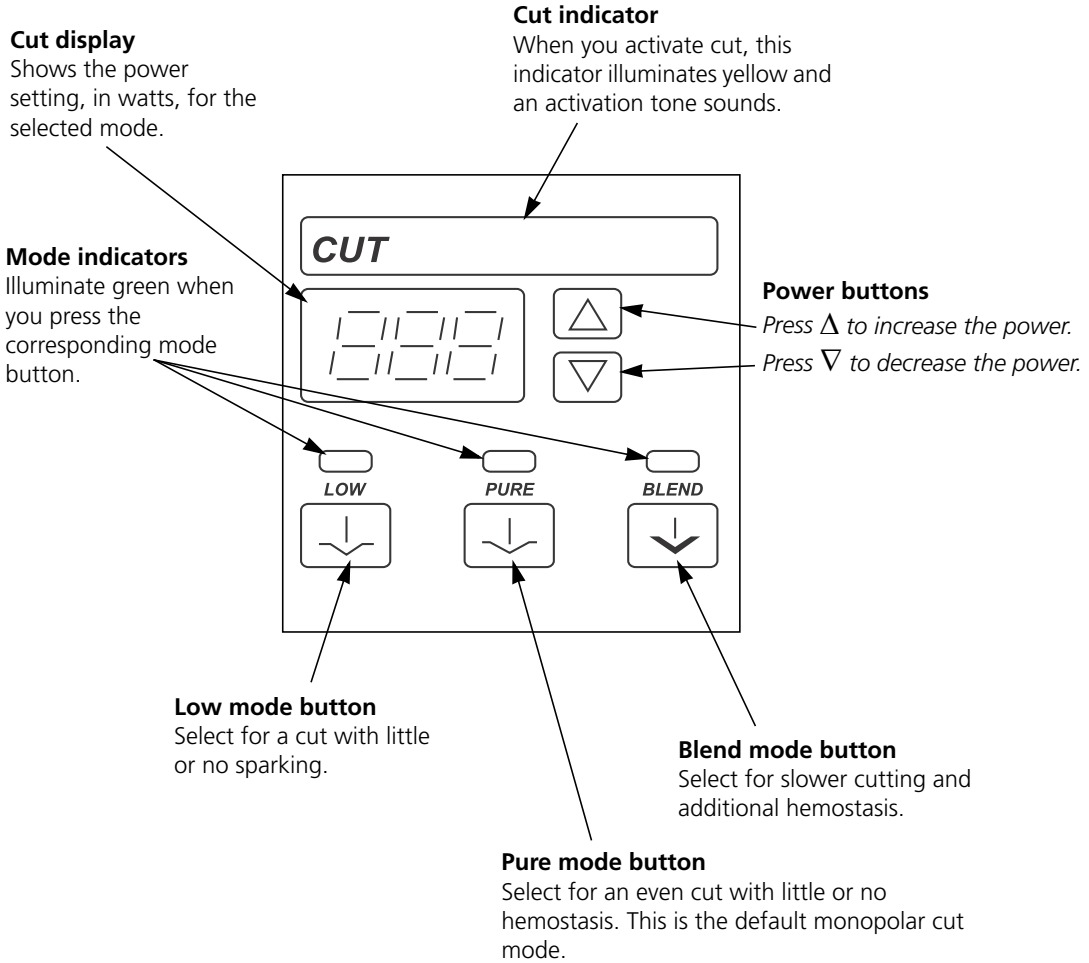 Cut indicator
When you activate cut, this
indicator illuminates yellow and
an activation tone sounds.
Cut display
Shows the power
setting, in watts, for the
selected mode.
CUT
Mode indicators
Illuminate green when
you press the
corresponding mode
button.
888
Power buttons
Press Δ to increase the power.
Press ∇ to decrease the power.
LOW
PURE
BLEND
Low mode button
Select for a cut with little
or no sparking.
Blend mode button
Select for slower cutting and
additional hemostasis.
Pure mode button
Select for an even cut with little or no
hemostasis. This is the default monopolar cut
mode.